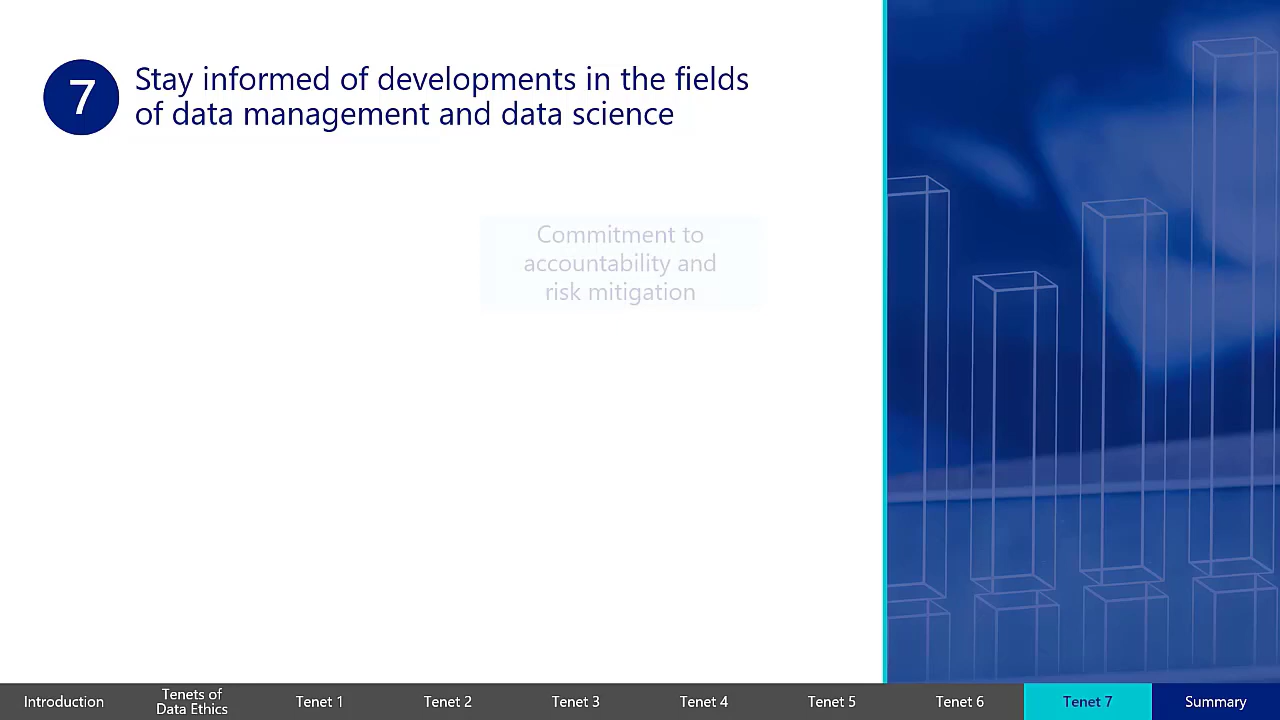 7
Stay informed of developments in the fields
of data management and data science
Commitment to
accountability and
risk mitigation
Introduction
Tenets of
Data Ethics
Tenet 1
Tenet 2
Tenet 3
Tenet 4
Tenet 5
Tenet 6
Tenet 7
Summary